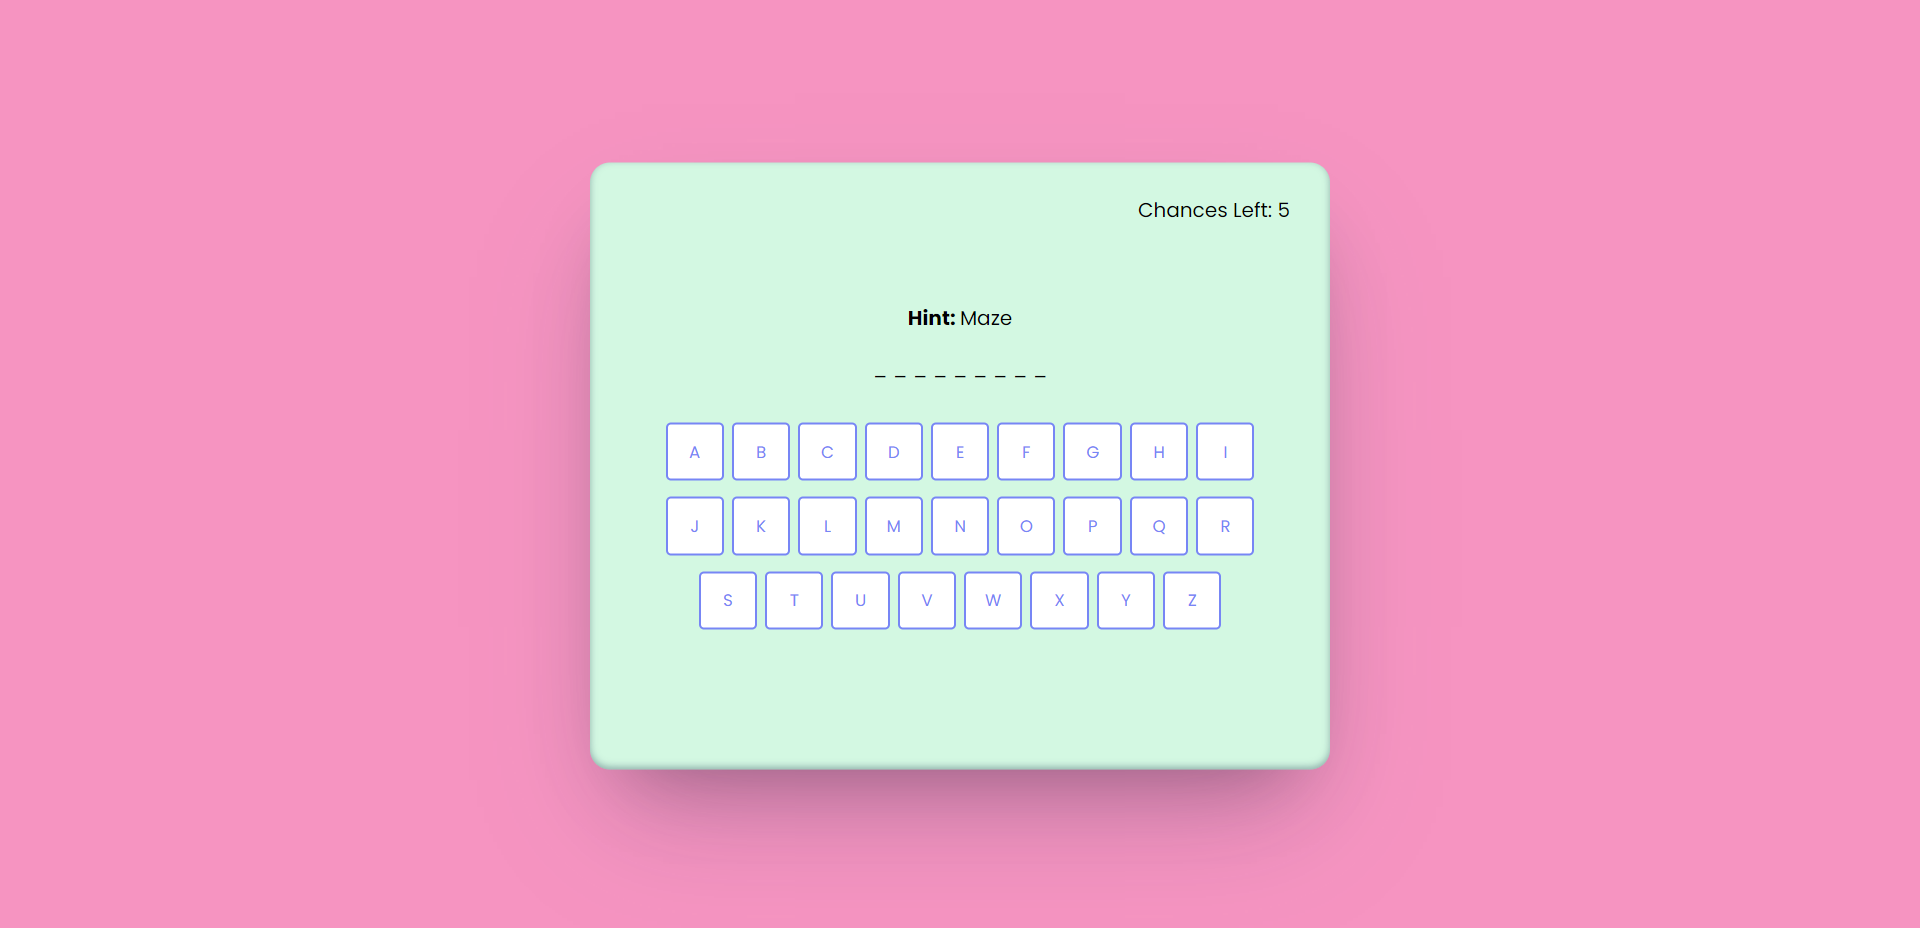 Chances Left: 5
Hint: Maze
_ _ _ _ _ _ _ _ _
A B C D E F G H I
J K L M N O P Q R
S T U V W X Y Z